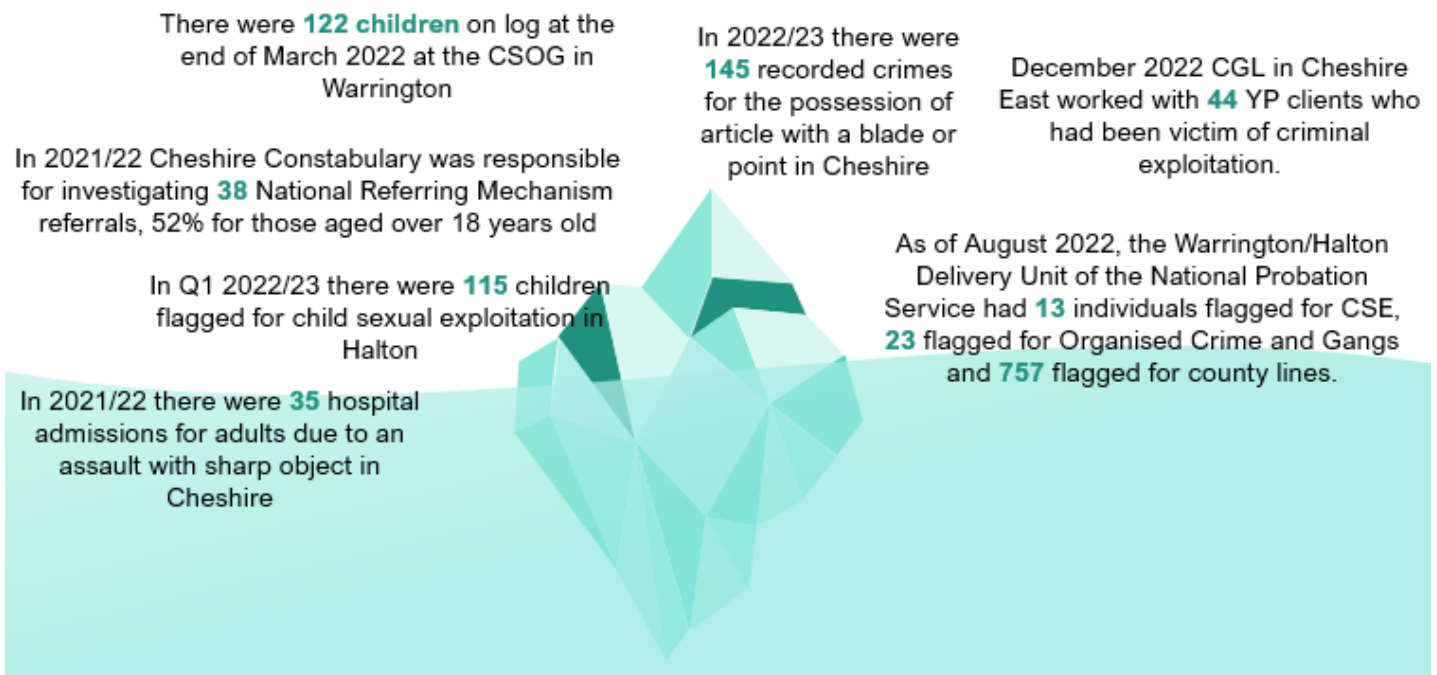 There were 122 children on log at the
end of March 2022 at the CSOG in
Warrington
In 2021/22 Cheshire Constabulary was responsible
for investigating 38 National Referring Mechanism
referrals, 52% for those aged over 18 years old
In Q1 2022/23 there were 115 children
flagged for child sexual exploitation in
Halton
In 2021/22 there were 35 hospital
admissions for adults due to an
assault with sharp object in
Cheshire
In 2022/23 there were
145 recorded crimes
for the possession of
article with a blade or
point in Cheshire
December 2022 CGL in Cheshire
East worked with 44 YP clients who
had been victim of criminal
exploitation.
As of August 2022, the Warrington/Halton
Delivery Unit of the National Probation
Service had 13 individuals flagged for CSE,
23 flagged for Organised Crime and Gangs
and 757 flagged for county lines.